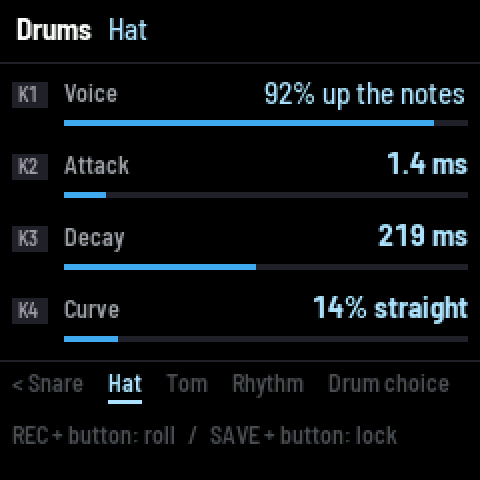 Drums Hat
K1 Voice 92% up the notes
K2 Attack 1.4 ms
K3 Decay 219 ms
K4 Curve 14% straight
< Snare Hat Tom Rhythm Drum choice
REC + button: roll / SAVE + button: lock